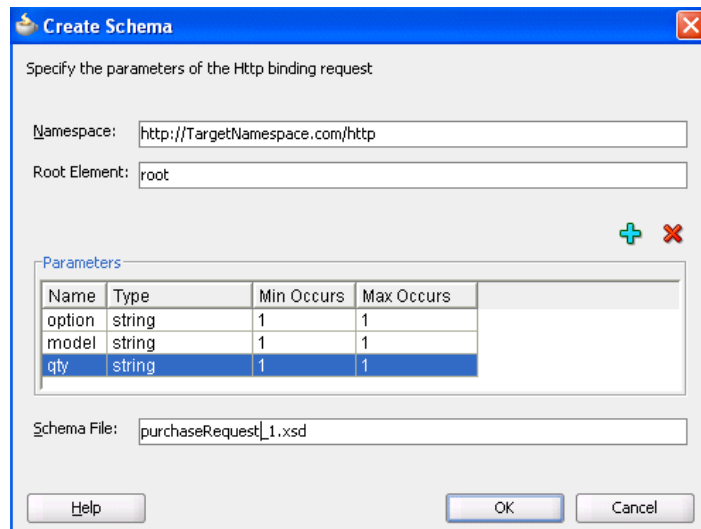 Create Schema
Specify the parameters of the Http binding request
Namespace: http://TargetNamespace.com/http
Root Element: root
Parameters
Name Type Min Occurs Max Occurs
option string 1 1
model string 1 1
qty string 1 1
Schema File: purchaseRequest_1.xsd
Help OK Cancel